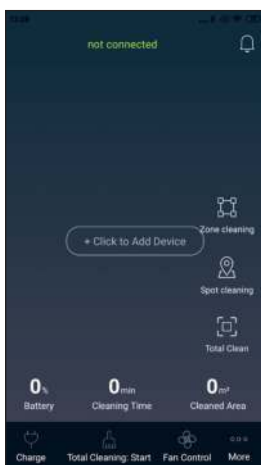 not connected
Zone cleaning
+ Click to Add Device
Spot cleaning
Total Clean
0% 0min 0m²
Battery Cleaning Time Cleaned Area
Charge Total Cleaning: Start Fan Control More